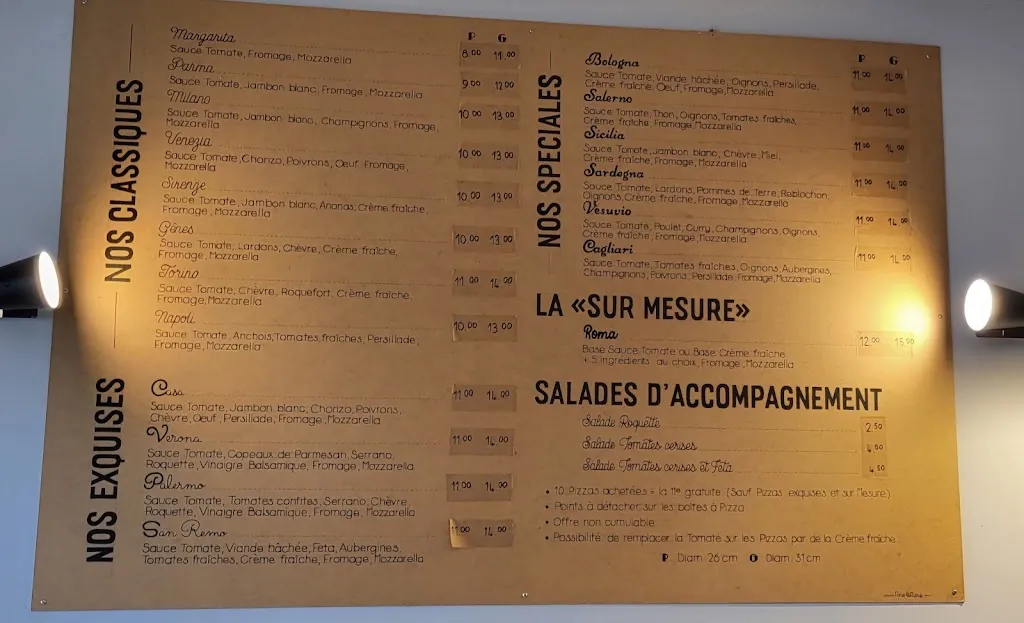 NOS CLASSIQUES
P G
Margarita
Sauce Tomate, Fromage, Mozzarella
8.00 11.00
Parma
Sauce Tomate, Jambon blanc, Fromage, Mozzarella
9.00 12.00
Milano
Sauce Tomate, Jambon blanc, Champignons, Fromage,
Mozzarella
10.00 13.00
Venezia
Sauce Tomate, Chorizo, Poivrons, Oeuf, Fromage,
Mozzarella
10.00 13.00
Sirenze
Sauce Tomate, Jambon blanc, Ananas, Crème fraîche,
Fromage, Mozzarella
10.00 13.00
Gênes
Sauce Tomate, Lardons, Chèvre, Crème fraîche,
Fromage, Mozzarella
10.00 13.00
Torino
Sauce Tomate, Chèvre, Roquefort, Crème fraîche,
Fromage, Mozzarella
11.00 14.00
Napoli
Sauce Tomate, Anchois, Tomates fraîches, Persillade,
Fromage, Mozzarella
10.00 13.00
NOS EXQUISES
Casa
Sauce Tomate, Jambon blanc, Chorizo, Poivrons,
Chèvre, Oeuf, Persillade, Fromage, Mozzarella
11.00 14.00
Verona
Sauce Tomate, Copeaux de Parmesan, Serrano,
Roquette, Vinaigre Balsamique, Fromage, Mozzarella
11.00 14.00
Palermo
Sauce Tomate, Tomates confites, Serrano, Chèvre
Roquette, Vinaigre Balsamique, Fromage, Mozzarella
11.00 14.00
San Remo
Sauce Tomate, Viande hâchée, Feta, Aubergines,
Tomates fraîches, Crème fraîche, Fromage, Mozzarella
11.00 14.00
NOS SPECIALES
P G
Bologna
Sauce Tomate, Viande hâchée, Oignons, Persillade,
Crème fraîche, Oeuf, Fromage, Mozzarella
11.00 14.00
Salerno
Sauce Tomate, Thon, Oignons, Tomates fraîches,
Crème fraîche, Fromage, Mozzarella
11.00 14.00
Sicilia
Sauce Tomate, Jambon blanc, Chèvre, Miel,
Crème fraîche, Fromage, Mozzarella
11.00 14.00
Sardegna
Sauce Tomate, Lardons, Pommes de Terre, Reblochon,
Oignons, Crème fraîche, Fromage, Mozzarella
11.00 14.00
Vesuvio
Sauce Tomate, Poulet, Curry, Champignons, Oignons,
Crème fraîche, Fromage, Mozzarella
11.00 14.00
Cagliari
Sauce Tomate, Tomates fraîches, Oignons, Aubergines,
Champignons, Poivrons, Persillade, Fromage, Mozzarella
11.00 14.00
LA «SUR MESURE»
Roma
Base Sauce Tomate ou Base Crème fraîche
+ 5 ingrédients au choix, Fromage, Mozzarella
12.00 15.00
SALADES D'ACCOMPAGNEMENT
Salade Roquette 2.50
Salade Tomates cerises
Salade Tomates cerises et Feta 4.50
• 10 Pizzas achetées = la 11e gratuite (Sauf Pizzas exquises et sur Mesure)
• Points à détacher sur les boîtes à Pizza
• Offre non cumulable
• Possibilité de remplacer la Tomate sur les Pizzas par de la Crème fraîche
P Diam 26 cm G Diam 31 cm